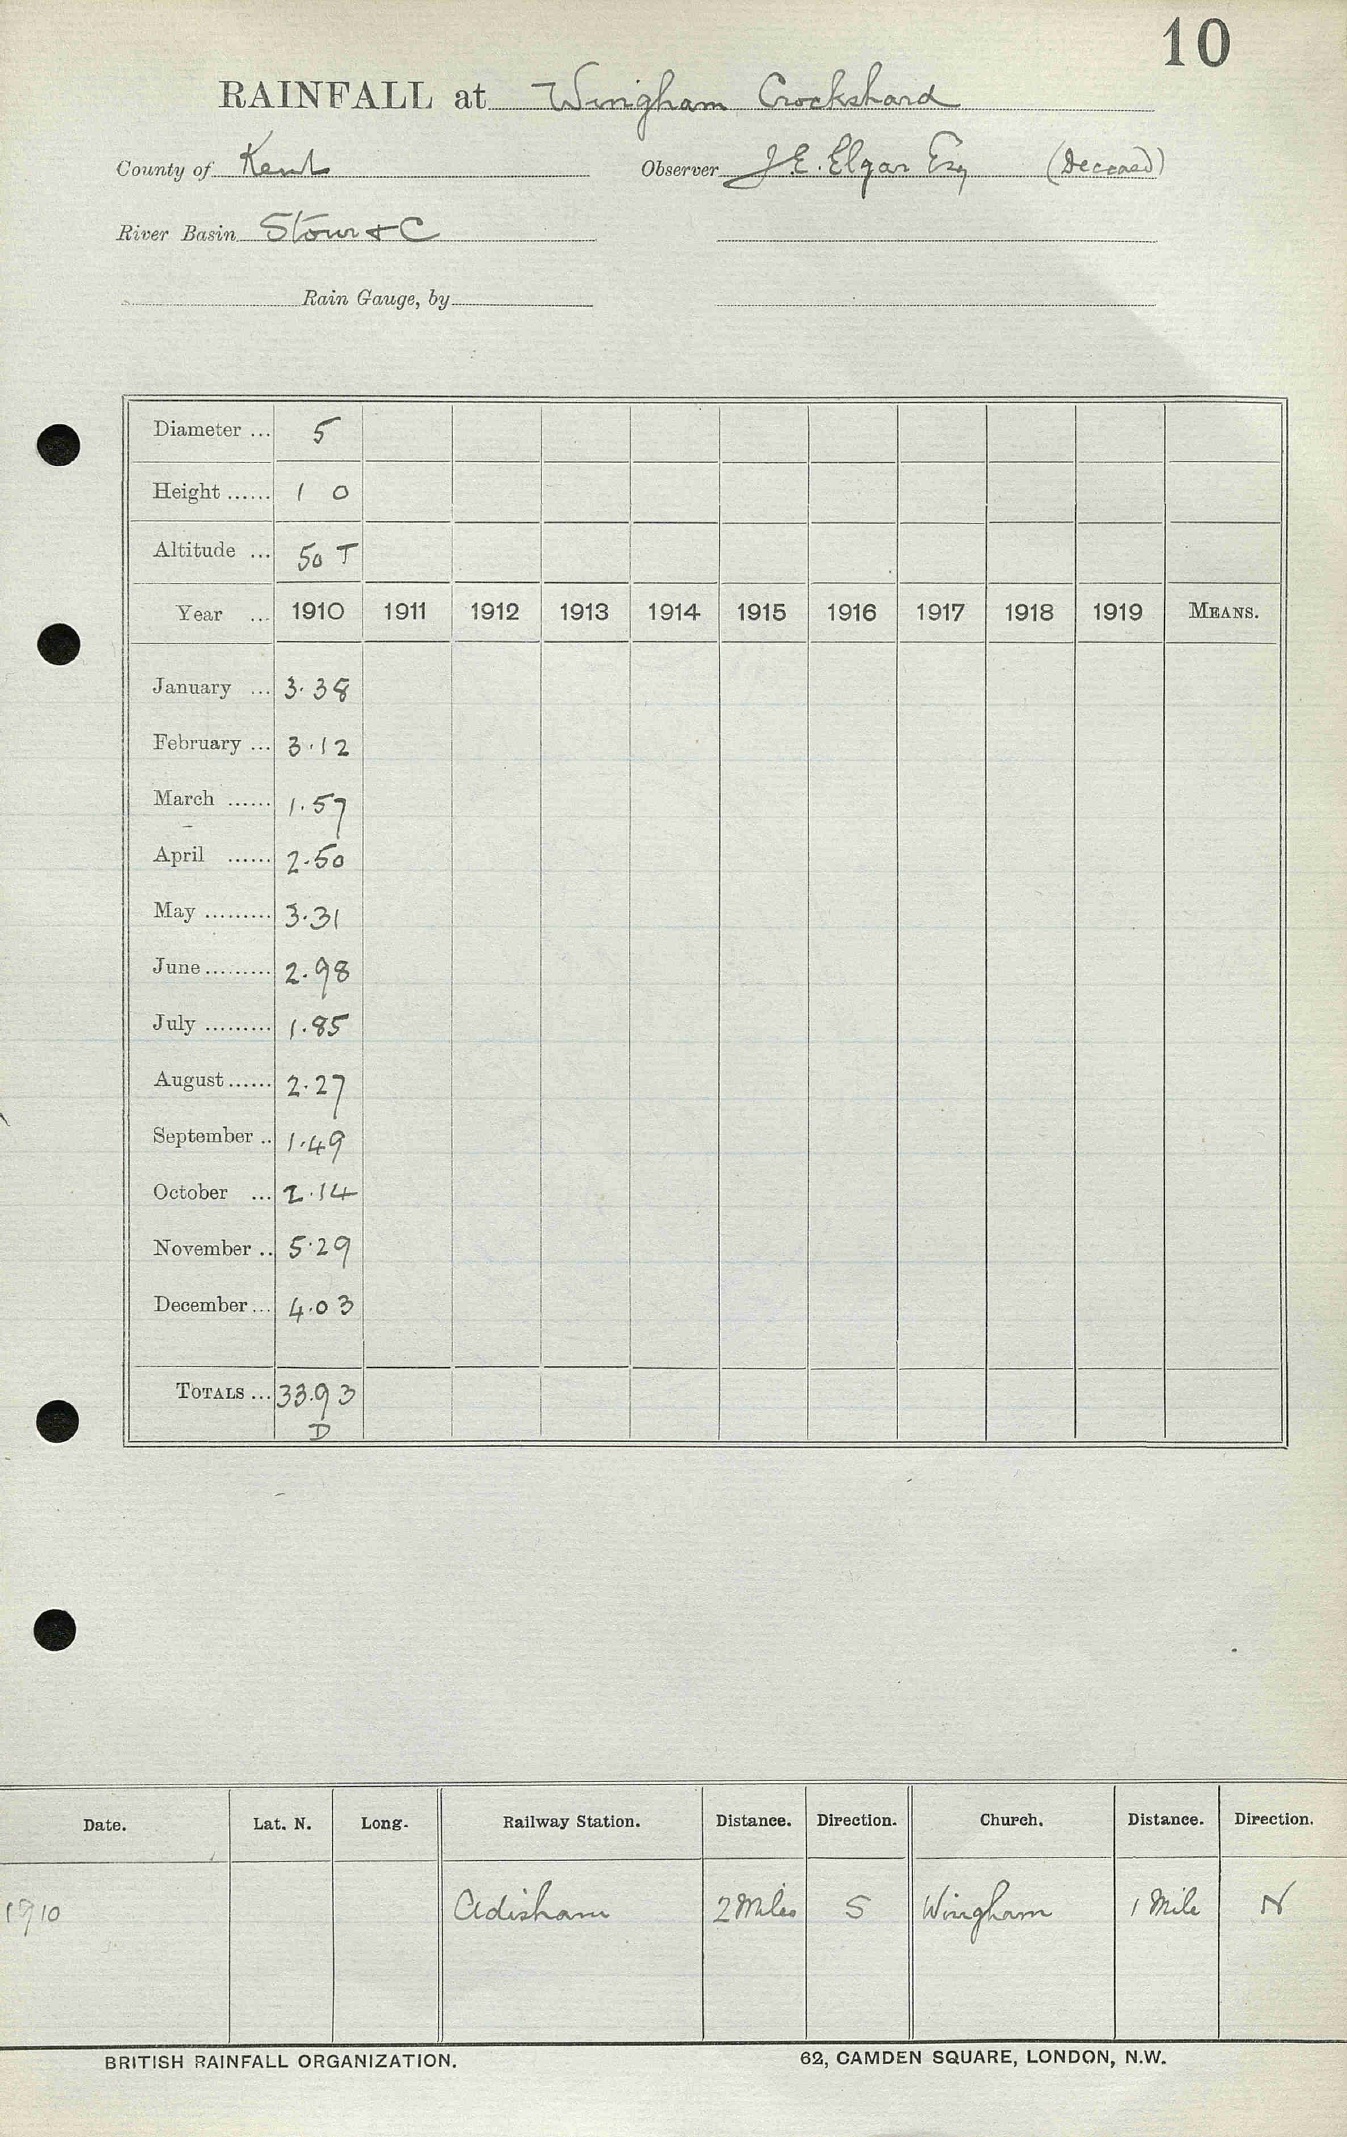 10
RAINFALL at Wingham Crockshard
County of Kent Observer J.E. Elgar Esq (Deceased)
River Basin Stour & C
Rain Gauge, by
Diameter ... 5
Height ...... 1 0
Altitude ... 50 T
Year ... 1910 1911 1912 1913 1914 1915 1916 1917 1918 1919 MEANS.
January ... 3.38
February ... 3.12
March ...... 1.57
April ...... 2.50
May ......... 3.31
June ......... 2.98
July ......... 1.85
August ...... 2.27
September .. 1.49
October ... 2.14
November .. 5.29
December ... 4.03
TOTALS ... 33.93
D
Date. Lat. N. Long. Railway Station. Distance. Direction. Church. Distance. Direction.
1910 Adisham 2 Miles S Wingham 1 Mile N
BRITISH RAINFALL ORGANIZATION. 62, CAMDEN SQUARE, LONDON, N.W.